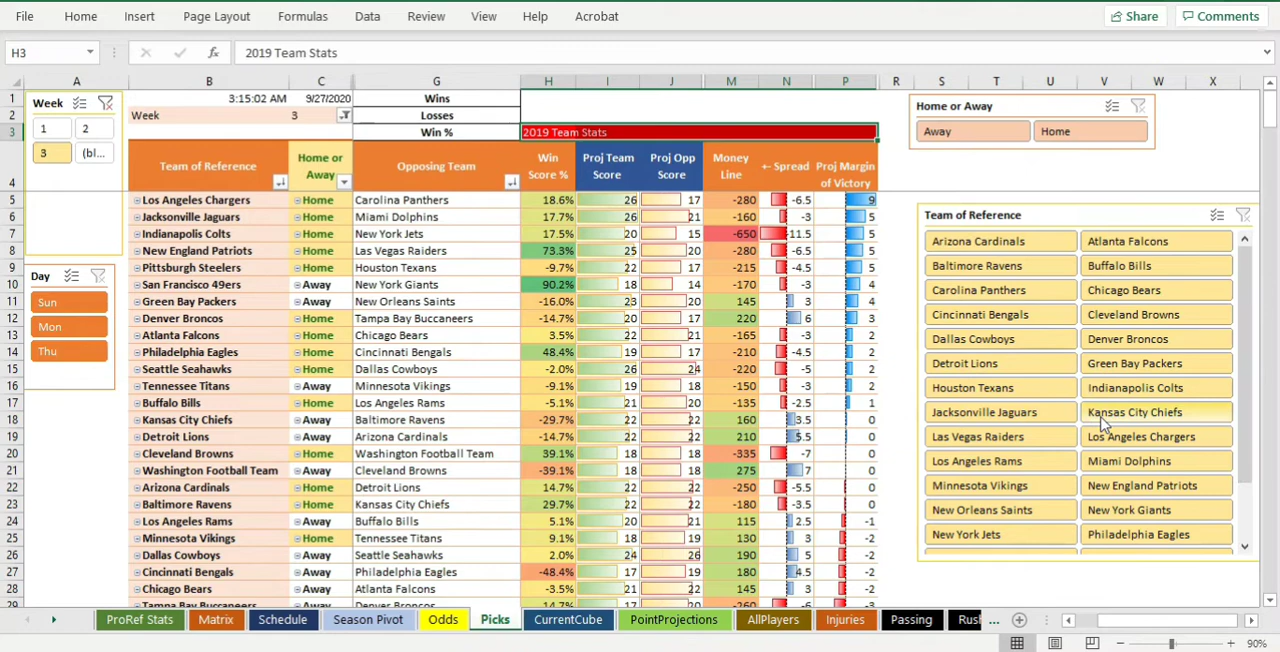 File Home Insert Page Layout Formulas Data Review View Help Acrobat Share Comments
H3 fx 2019 Team Stats
A B C G H I J M N P R S T U V W X
1 3:15:02 AM 9/27/2020 Wins
2 Week 3 Losses
3 Win % 2019 Team Stats
4 Team of Reference Home or Away Opposing Team Win Score % Proj Team Score Proj Opp Score Money Line <- Spread Proj Margin of Victory
5 Los Angeles Chargers Home Carolina Panthers 18.6% 26 17 -280 -6.5 9
6 Jacksonville Jaguars Home Miami Dolphins 17.7% 26 21 -160 -3 5
7 Indianapolis Colts Home New York Jets 17.5% 20 15 -650 -11.5 5
8 New England Patriots Home Las Vegas Raiders 73.3% 25 20 -280 -6.5 5
9 Pittsburgh Steelers Home Houston Texans -9.7% 22 17 -215 -4.5 5
10 San Francisco 49ers Away New York Giants 90.2% 18 14 -170 -3 4
11 Green Bay Packers Away New Orleans Saints -16.0% 23 20 145 3 4
12 Denver Broncos Home Tampa Bay Buccaneers -14.7% 20 17 220 6 3
13 Atlanta Falcons Home Chicago Bears 3.5% 22 21 -165 -3 2
14 Philadelphia Eagles Home Cincinnati Bengals 48.4% 19 17 -210 -4.5 2
15 Seattle Seahawks Home Dallas Cowboys -2.0% 26 24 -220 -5 2
16 Tennessee Titans Away Minnesota Vikings -9.1% 19 18 -150 -3 2
17 Buffalo Bills Home Los Angeles Rams -5.1% 21 20 -135 -2.5 1
18 Kansas City Chiefs Away Baltimore Ravens -29.7% 22 22 160 3.5 0
19 Detroit Lions Away Arizona Cardinals -14.7% 22 22 210 5.5 0
20 Cleveland Browns Home Washington Football Team 39.1% 18 18 -335 -7 0
21 Washington Football Team Away Cleveland Browns -39.1% 18 18 275 7 0
22 Arizona Cardinals Home Detroit Lions 14.7% 22 22 -250 -5.5 0
23 Baltimore Ravens Home Kansas City Chiefs 29.7% 22 22 -180 -3.5 0
24 Los Angeles Rams Away Buffalo Bills 5.1% 20 21 115 2.5 -1
25 Minnesota Vikings Home Tennessee Titans 9.1% 18 19 130 3 -2
26 Dallas Cowboys Away Seattle Seahawks 2.0% 24 26 190 5 -2
27 Cincinnati Bengals Away Philadelphia Eagles -48.4% 17 19 180 4.5 -2
28 Chicago Bears Away Atlanta Falcons -3.5% 21 22 145 3 -2
29 Tampa Bay Buccaneers Away Denver Broncos 14.7% 17 20 -260 -6 -3
Week
1 2
3 (bl...
Day
Sun
Mon
Thu
Home or Away
Away Home
Team of Reference
Arizona Cardinals Atlanta Falcons
Baltimore Ravens Buffalo Bills
Carolina Panthers Chicago Bears
Cincinnati Bengals Cleveland Browns
Dallas Cowboys Denver Broncos
Detroit Lions Green Bay Packers
Houston Texans Indianapolis Colts
Jacksonville Jaguars Kansas City Chiefs
Las Vegas Raiders Los Angeles Chargers
Los Angeles Rams Miami Dolphins
Minnesota Vikings New England Patriots
New Orleans Saints New York Giants
New York Jets Philadelphia Eagles
ProRef Stats Matrix Schedule Season Pivot Odds Picks CurrentCube PointProjections AllPlayers Injuries Passing Rusl ...
90%